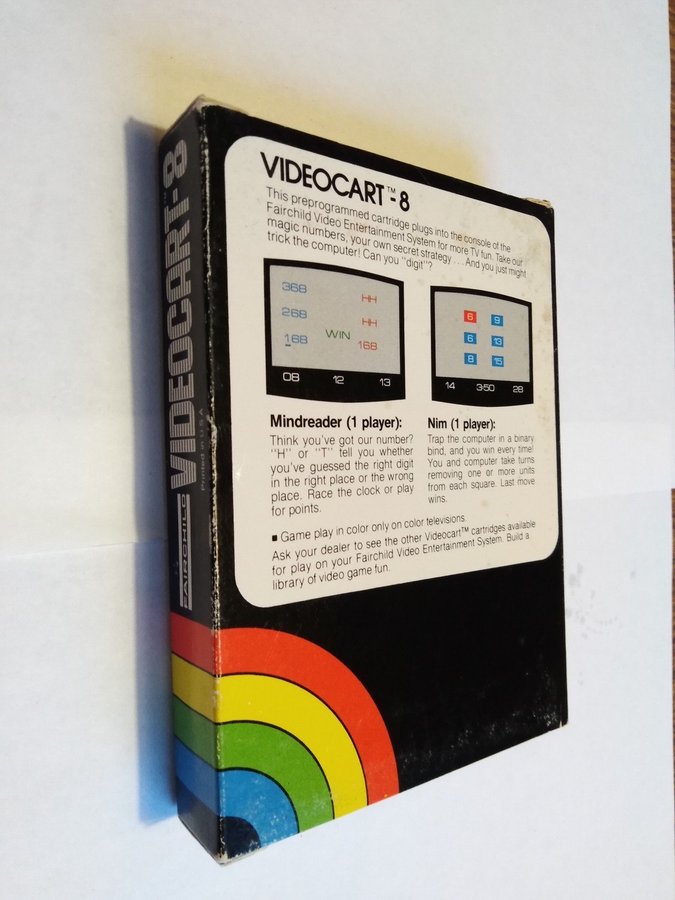 VIDEOCART-8
FAIRCHILD
Printed in U.S.A.
VIDEOCART™-8
This preprogrammed cartridge plugs into the console of the
Fairchild Video Entertainment System for more TV fun. Take our
magic numbers, your own secret strategy . . . And you just might
trick the computer! Can you "digit"?
368 HH
268 HH
168 WIN 168
08 12 13
6 9
6 13
8 15
14 3:50 28
Mindreader (1 player):
Think you've got our number?
"H" or "T" tell you whether
you've guessed the right digit
in the right place or the wrong
place. Race the clock or play
for points.
Nim (1 player):
Trap the computer in a binary
bind, and you win every time!
You and computer take turns
removing one or more units
from each square. Last move
wins.
■ Game play in color only on color televisions.
Ask your dealer to see the other Videocart™ cartridges available
for play on your Fairchild Video Entertainment System. Build a
library of video game fun.